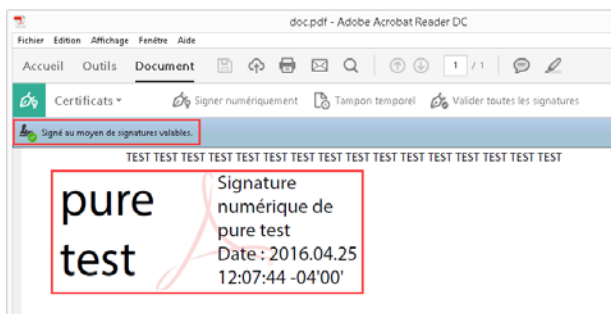 doc.pdf - Adobe Acrobat Reader DC
Fichier Edition Affichage Fenêtre Aide
Accueil Outils Document 1 / 1
Certificats Signer numériquement Tampon temporel Valider toutes les signatures
Signé au moyen de signatures valables.
TEST TEST TEST TEST TEST TEST TEST TEST TEST TEST TEST TEST TEST TEST TEST TEST
pure
test
Signature
numérique de
pure test
Date : 2016.04.25
12:07:44 -04'00'